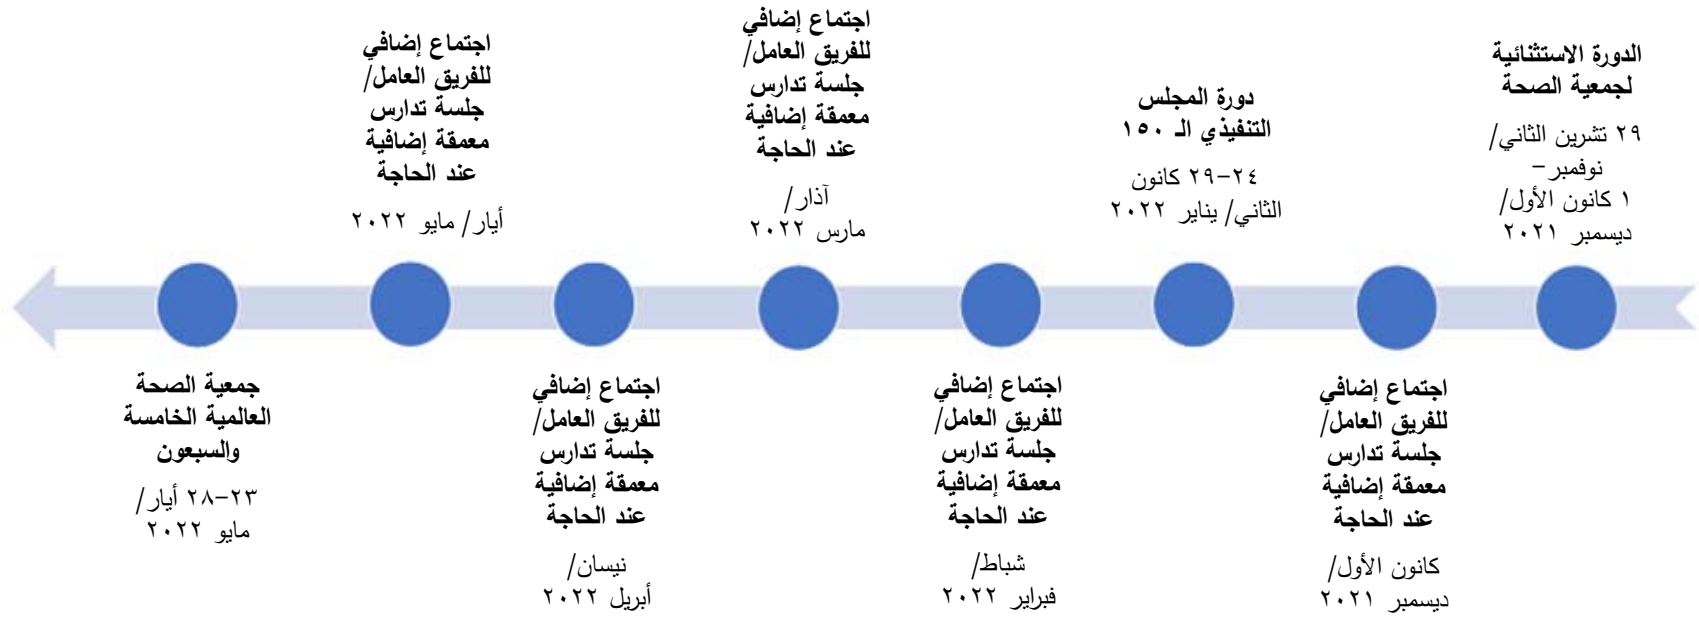 الدورة الاستثنائية
لجمعية الصحة
٢٩ تشرين الثاني/
نوفمبر –
١ كانون الأول/
ديسمبر ٢٠٢١
اجتماع إضافي
للفريق العامل/
جلسة تدارس
معمقة إضافية
عند الحاجة
كانون الأول/
ديسمبر ٢٠٢١
دورة المجلس
التنفيذي الـ ١٥٠
٢٤–٢٩ كانون
الثاني/ يناير ٢٠٢٢
اجتماع إضافي
للفريق العامل/
جلسة تدارس
معمقة إضافية
عند الحاجة
شباط/
فبراير ٢٠٢٢
اجتماع إضافي
للفريق العامل/
جلسة تدارس
معمقة إضافية
عند الحاجة
آذار/
مارس ٢٠٢٢
اجتماع إضافي
للفريق العامل/
جلسة تدارس
معمقة إضافية
عند الحاجة
نيسان/
أبريل ٢٠٢٢
اجتماع إضافي
للفريق العامل/
جلسة تدارس
معمقة إضافية
عند الحاجة
أيار/ مايو ٢٠٢٢
جمعية الصحة
العالمية الخامسة
والسبعون
٢٣–٢٨ أيار/
مايو ٢٠٢٢